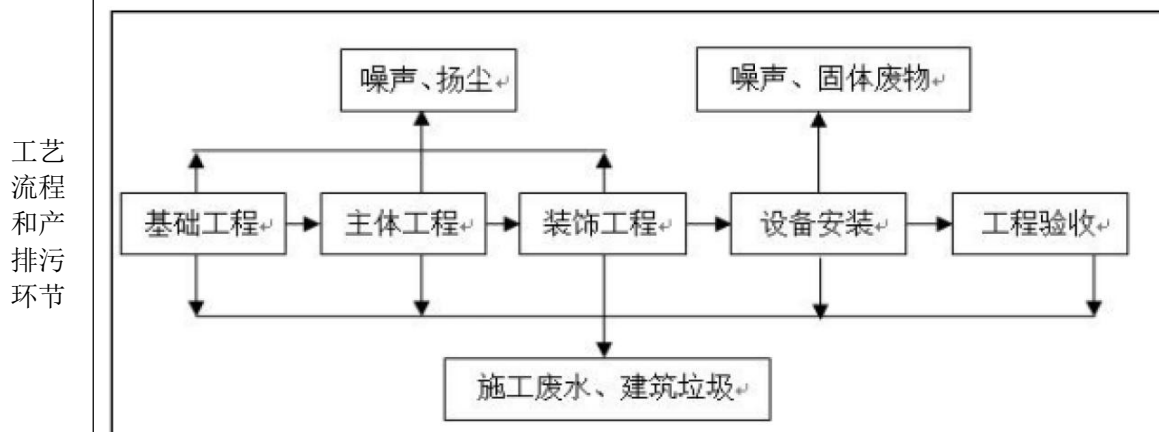 工艺
流程
和产
排污
环节
噪声、扬尘
噪声、固体废物
基础工程
主体工程
装饰工程
设备安装
工程验收
施工废水、建筑垃圾